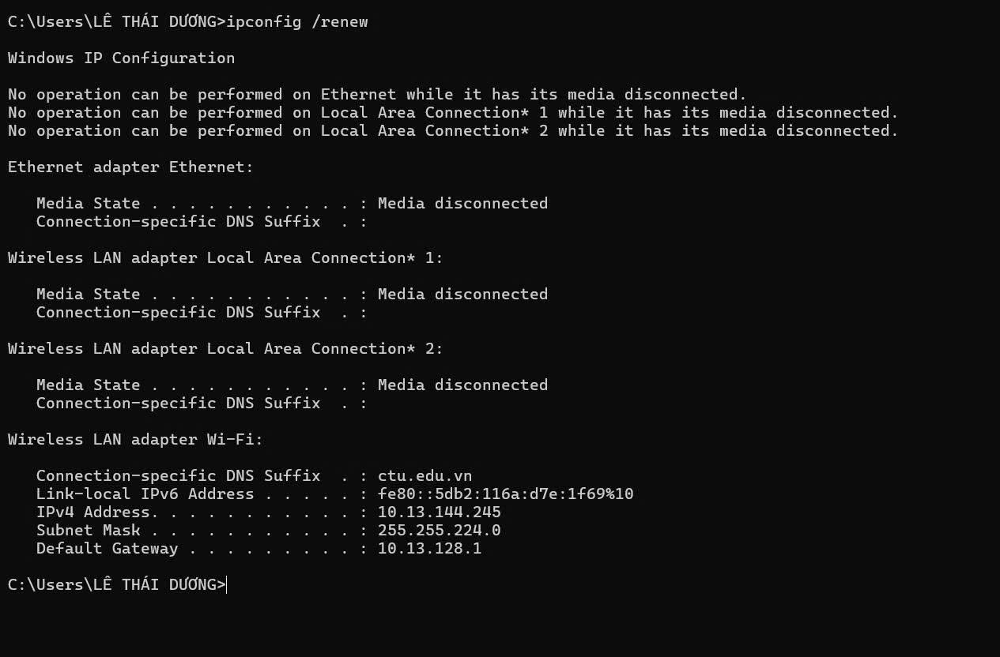 C:\Users\LÊ THÁI DƯƠNG>ipconfig /renew
Windows IP Configuration
No operation can be performed on Ethernet while it has its media disconnected.
No operation can be performed on Local Area Connection* 1 while it has its media disconnected.
No operation can be performed on Local Area Connection* 2 while it has its media disconnected.
Ethernet adapter Ethernet:
   Media State . . . . . . . . . . . : Media disconnected
   Connection-specific DNS Suffix  . :
Wireless LAN adapter Local Area Connection* 1:
   Media State . . . . . . . . . . . : Media disconnected
   Connection-specific DNS Suffix  . :
Wireless LAN adapter Local Area Connection* 2:
   Media State . . . . . . . . . . . : Media disconnected
   Connection-specific DNS Suffix  . :
Wireless LAN adapter Wi-Fi:
   Connection-specific DNS Suffix  . : ctu.edu.vn
   Link-local IPv6 Address . . . . . : fe80::5db2:116a:d7e:1f69%10
   IPv4 Address. . . . . . . . . . . : 10.13.144.245
   Subnet Mask . . . . . . . . . . . : 255.255.224.0
   Default Gateway . . . . . . . . . : 10.13.128.1
C:\Users\LÊ THÁI DƯƠNG>